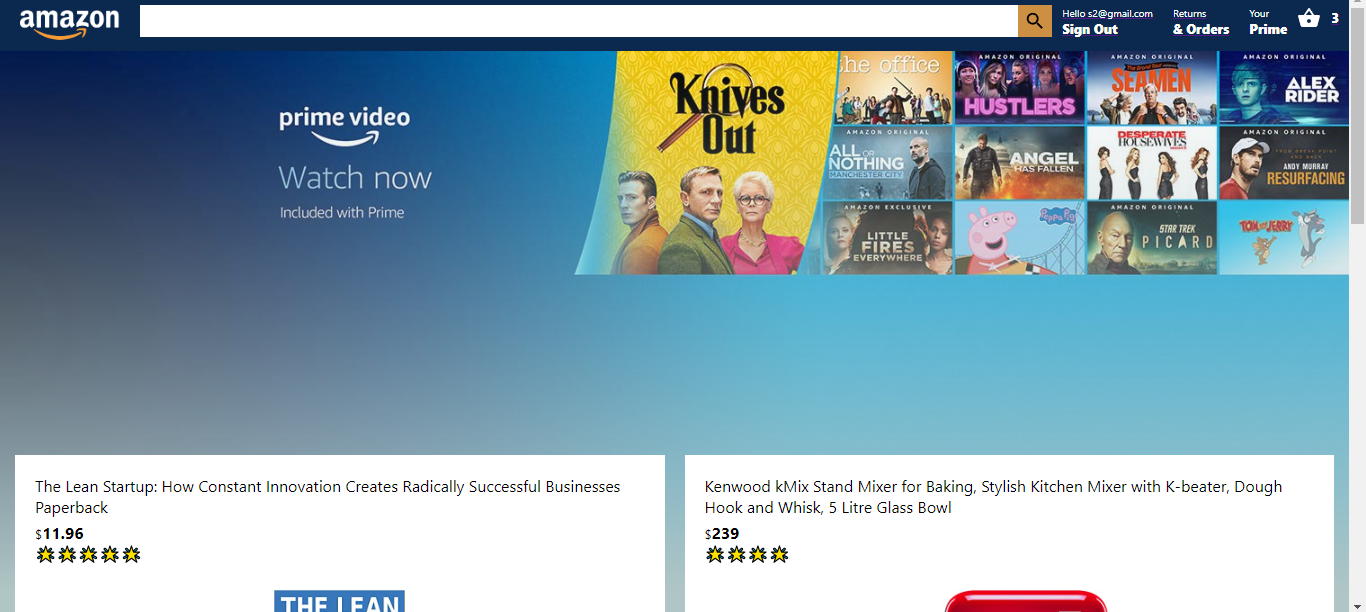 amazon
Hello s2@gmail.com
Sign Out
Returns
& Orders
Your
Prime
3
prime video
Watch now
Included with Prime
Knives
Out
the office
AMAZON ORIGINAL
HUSTLERS
AMAZON ORIGINAL
The Grand Tour
SEAMEN
AMAZON ORIGINAL
ALEX
RIDER
AMAZON ORIGINAL
ALL OR
NOTHING
MANCHESTER CITY
ANGEL
HAS FALLEN
DESPERATE
HOUSEWIVES
AMAZON ORIGINAL
ANDY MURRAY
RESURFACING
AMAZON EXCLUSIVE
LITTLE
FIRES
EVERYWHERE
Peppa Pig
AMAZON ORIGINAL
STAR TREK
PICARD
TOM AND JERRY
The Lean Startup: How Constant Innovation Creates Radically Successful Businesses
Paperback
$11.96
THE LEAN
Kenwood kMix Stand Mixer for Baking, Stylish Kitchen Mixer with K-beater, Dough
Hook and Whisk, 5 Litre Glass Bowl
$239